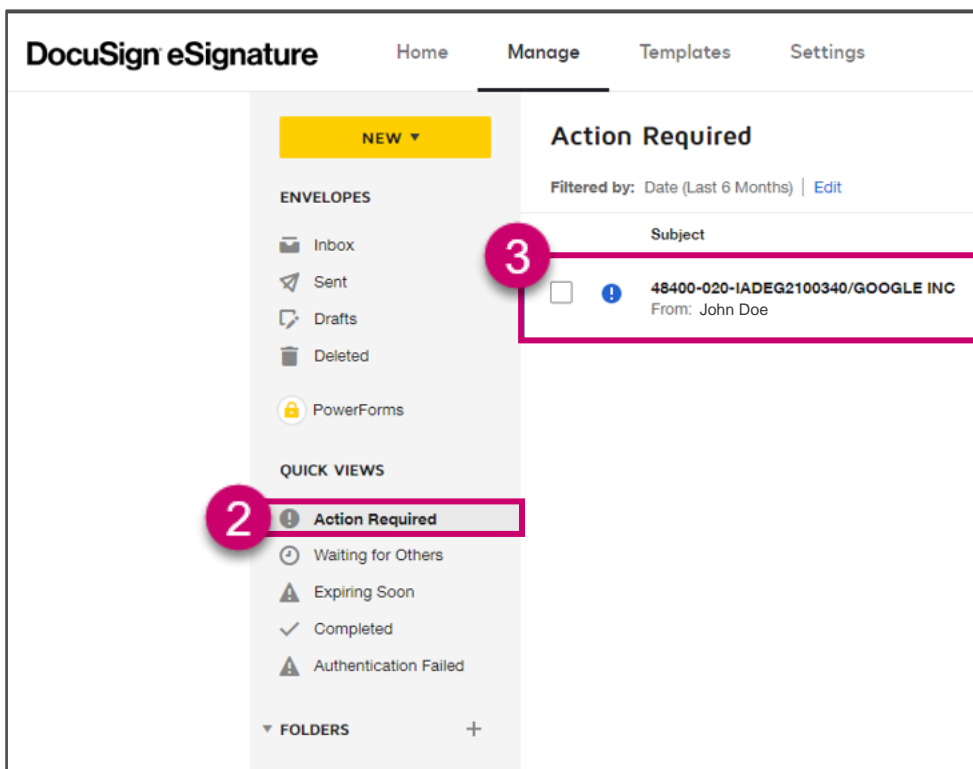 DocuSign eSignature Home Manage Templates Settings
NEW
ENVELOPES
Inbox
Sent
Drafts
Deleted
PowerForms
QUICK VIEWS
2
Action Required
Waiting for Others
Expiring Soon
Completed
Authentication Failed
FOLDERS
Action Required
Filtered by: Date (Last 6 Months) | Edit
Subject
3
48400-020-IADEG2100340/GOOGLE INC
From: John Doe